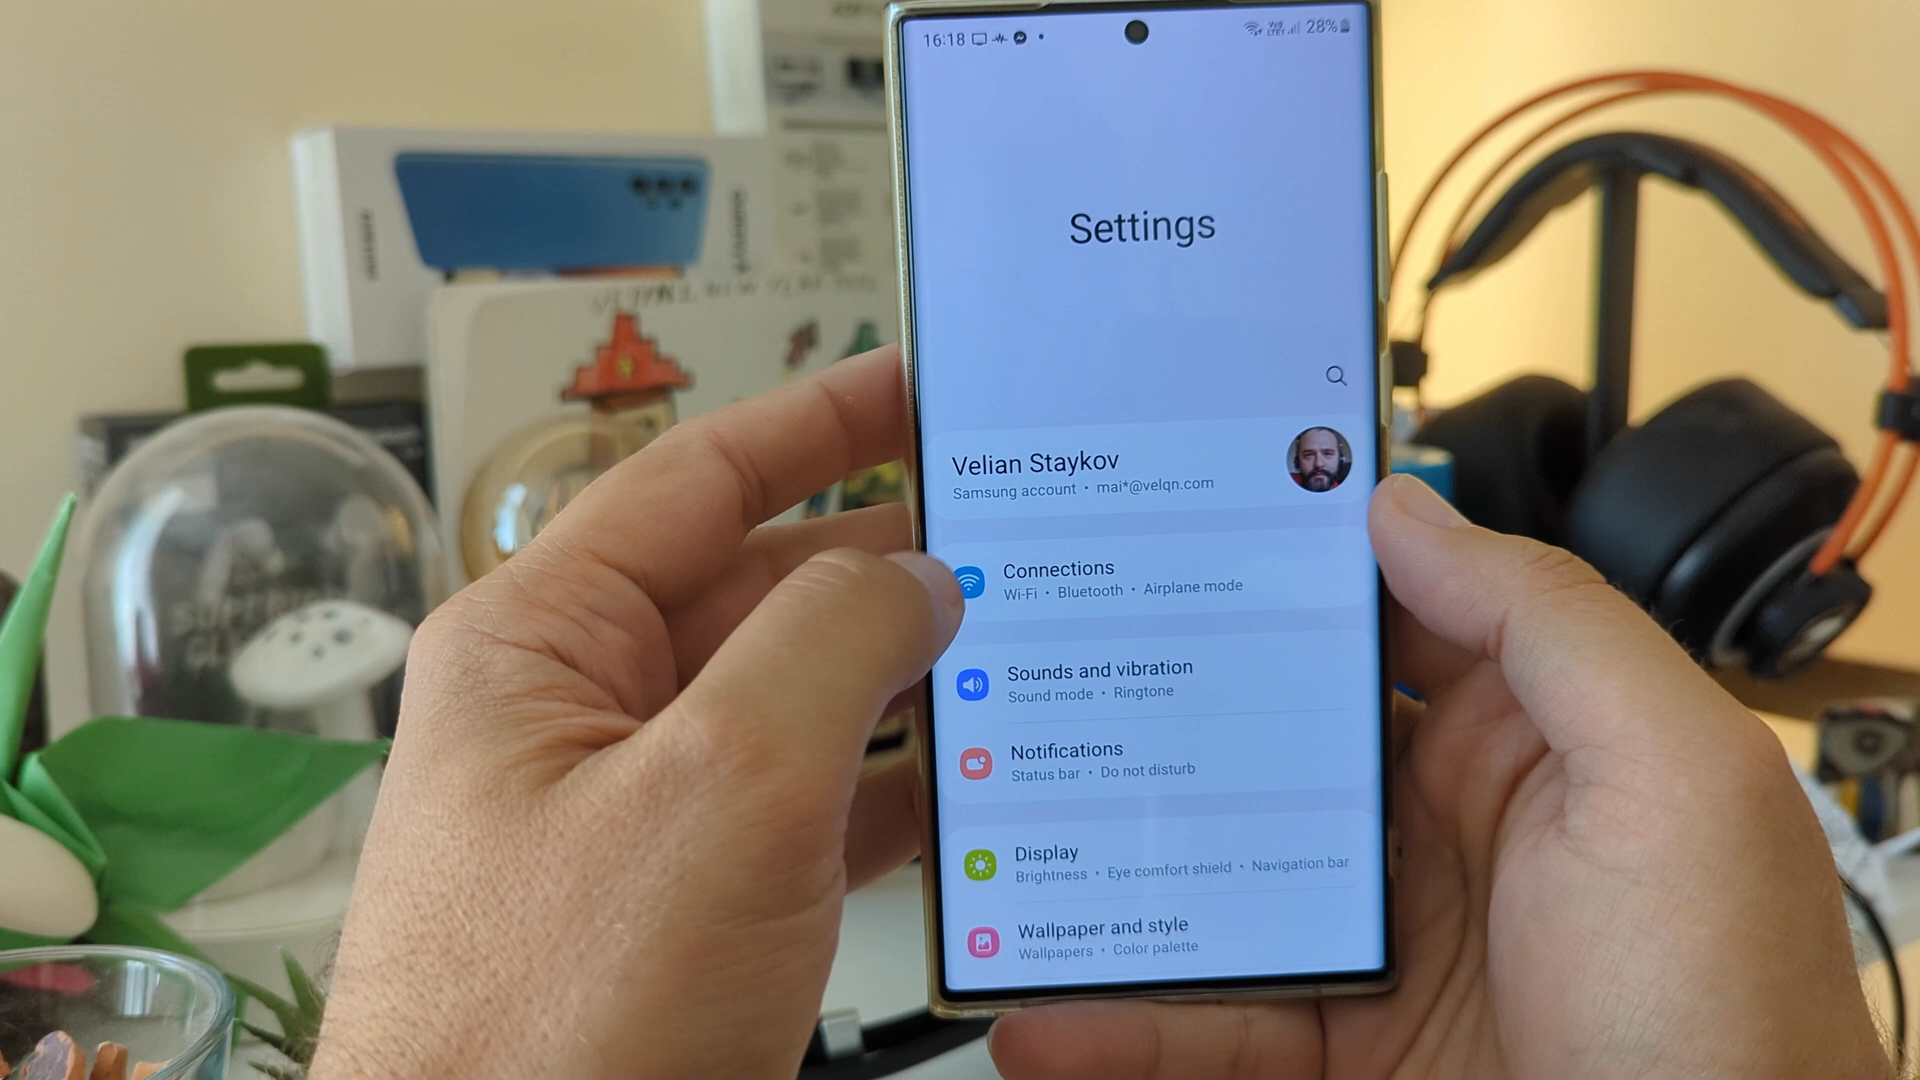 16:18
28%
Settings
Velian Staykov
Samsung account • mai*@velqn.com
Connections
Wi-Fi • Bluetooth • Airplane mode
Sounds and vibration
Sound mode • Ringtone
Notifications
Status bar • Do not disturb
Display
Brightness • Eye comfort shield • Navigation bar
Wallpaper and style
Wallpapers • Color palette